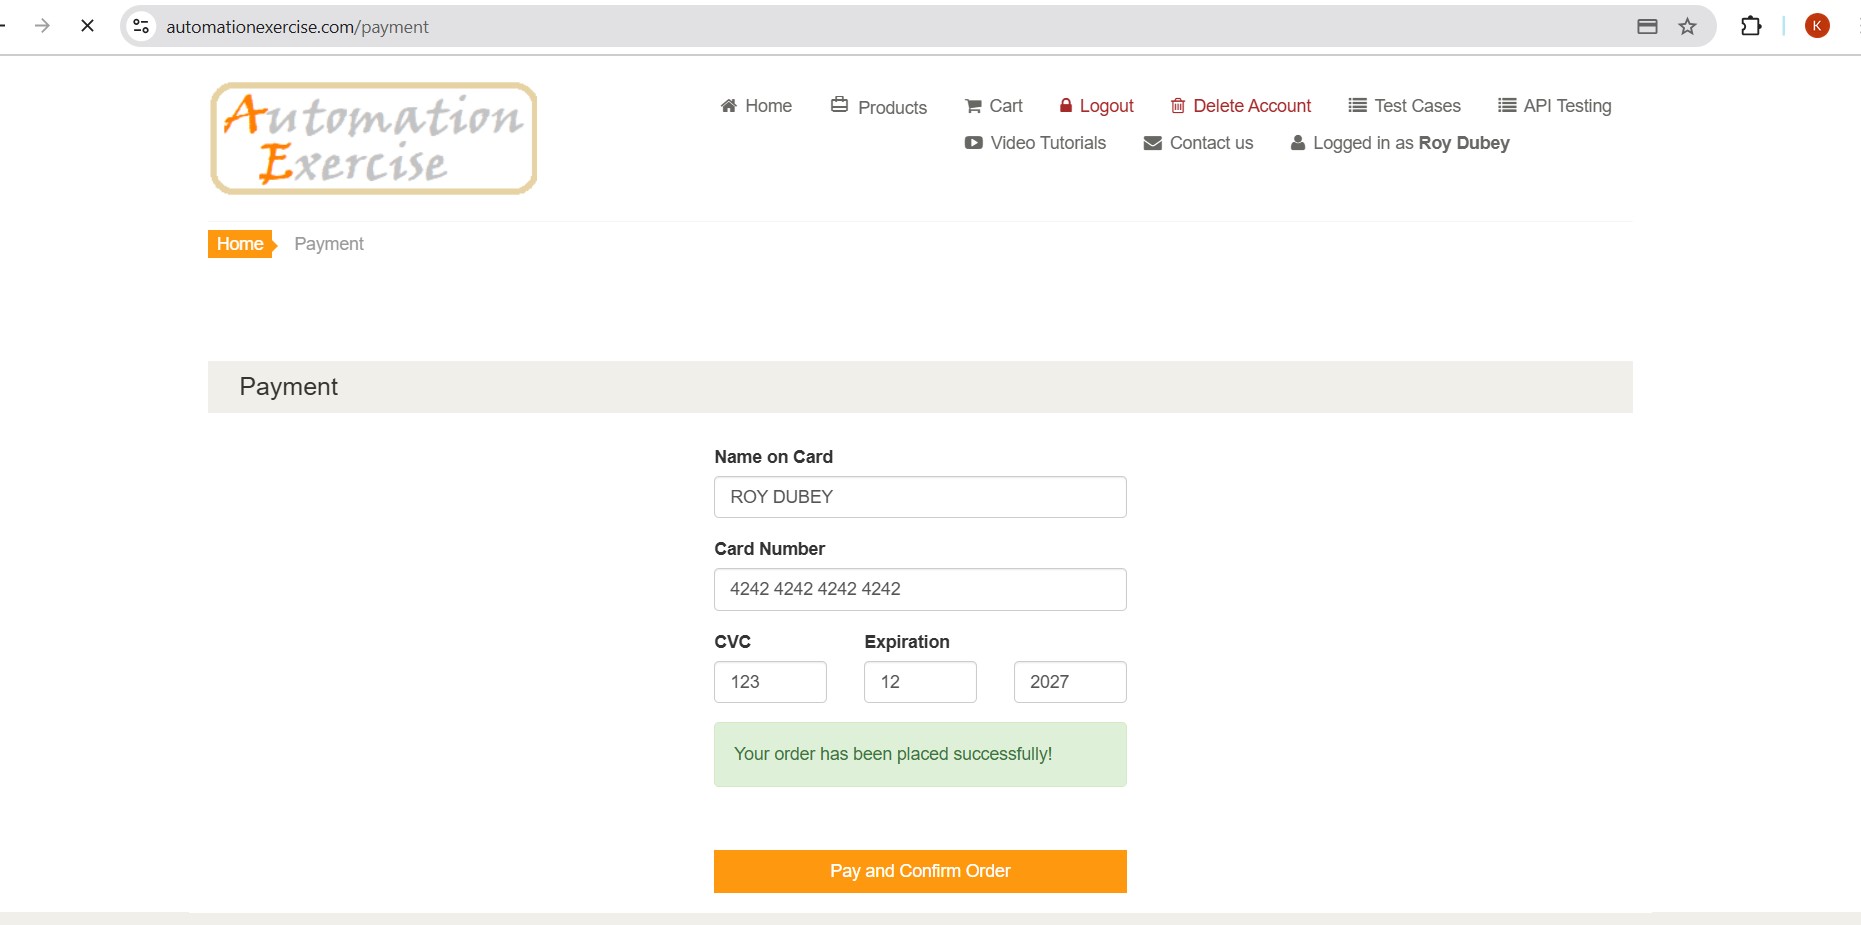 automationexercise.com/payment
K
Automation
Exercise
Home Products Cart Logout Delete Account Test Cases API Testing
Video Tutorials Contact us Logged in as Roy Dubey
Home Payment
Payment
Name on Card
ROY DUBEY
Card Number
4242 4242 4242 4242
CVC Expiration
123 12 2027
Your order has been placed successfully!
Pay and Confirm Order